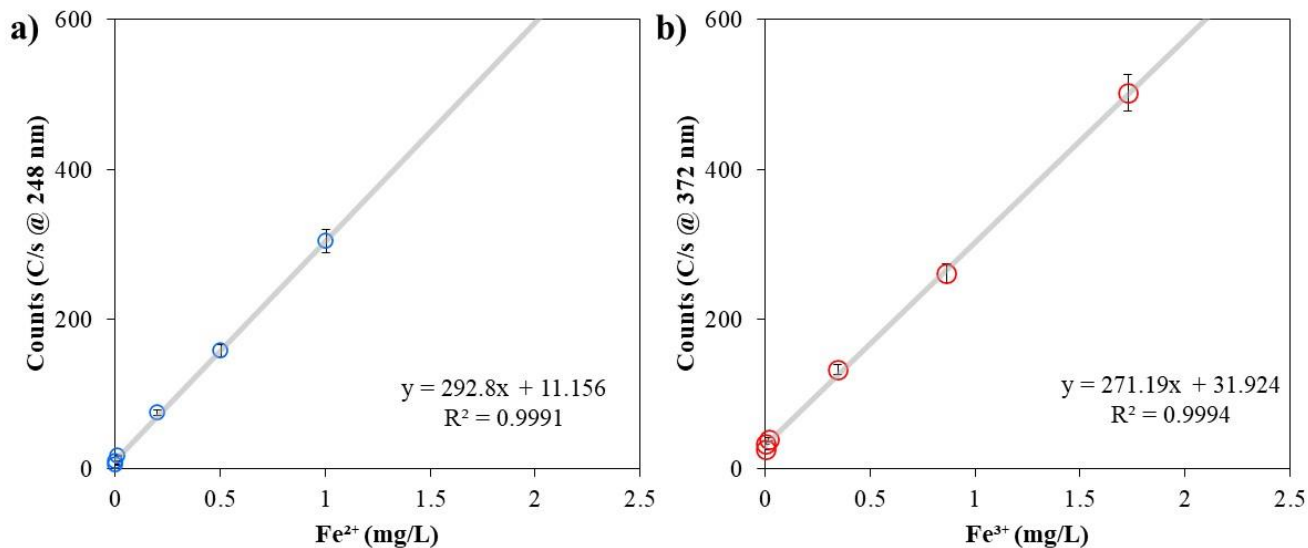 a)
600
400
200
0
Counts (C/s @ 248 nm)
0 0.5 1 1.5 2 2.5
Fe²⁺ (mg/L)
y = 292.8x + 11.156
R² = 0.9991
b)
600
400
200
0
Counts (C/s @ 372 nm)
0 0.5 1 1.5 2 2.5
Fe³⁺ (mg/L)
y = 271.19x + 31.924
R² = 0.9994